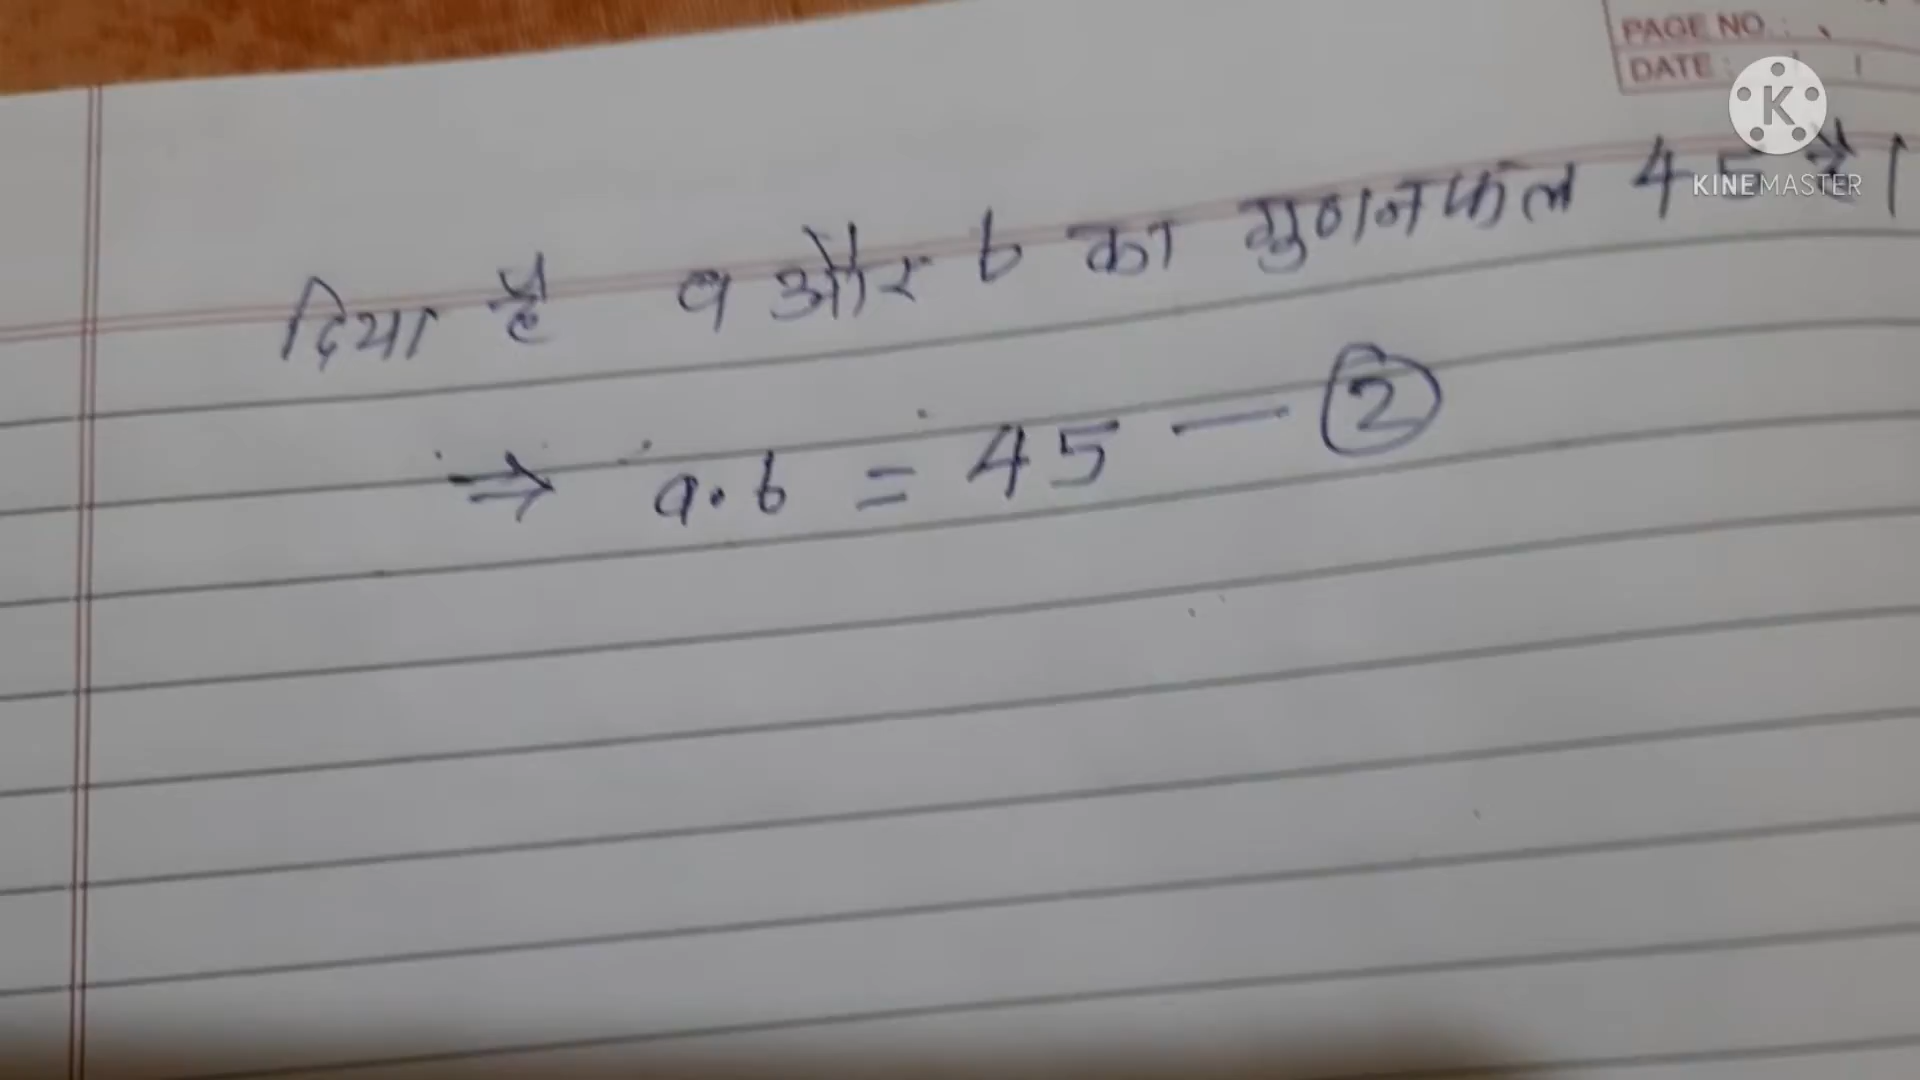 PAGE NO. :
DATE :
KINEMASTER
दिया है a और b का गुणनफल 45 है।
⇒ a.b = 45 — ②